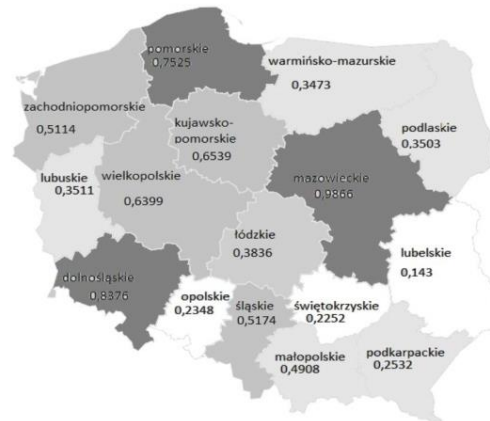 pomorskie
0,7525
warmińsko-mazurskie
0,3473
zachodniopomorskie
0,5114
kujawsko-
pomorskie
0,6539
podlaskie
0,3503
lubuskie
0,3511
wielkopolskie
0,6399
mazowieckie
0,9866
łódzkie
0,3836
lubelskie
0,143
dolnośląskie
0,8376
opolskie
0,2348
śląskie
0,5174
świętokrzyskie
0,2252
małopolskie
0,4908
podkarpackie
0,2532